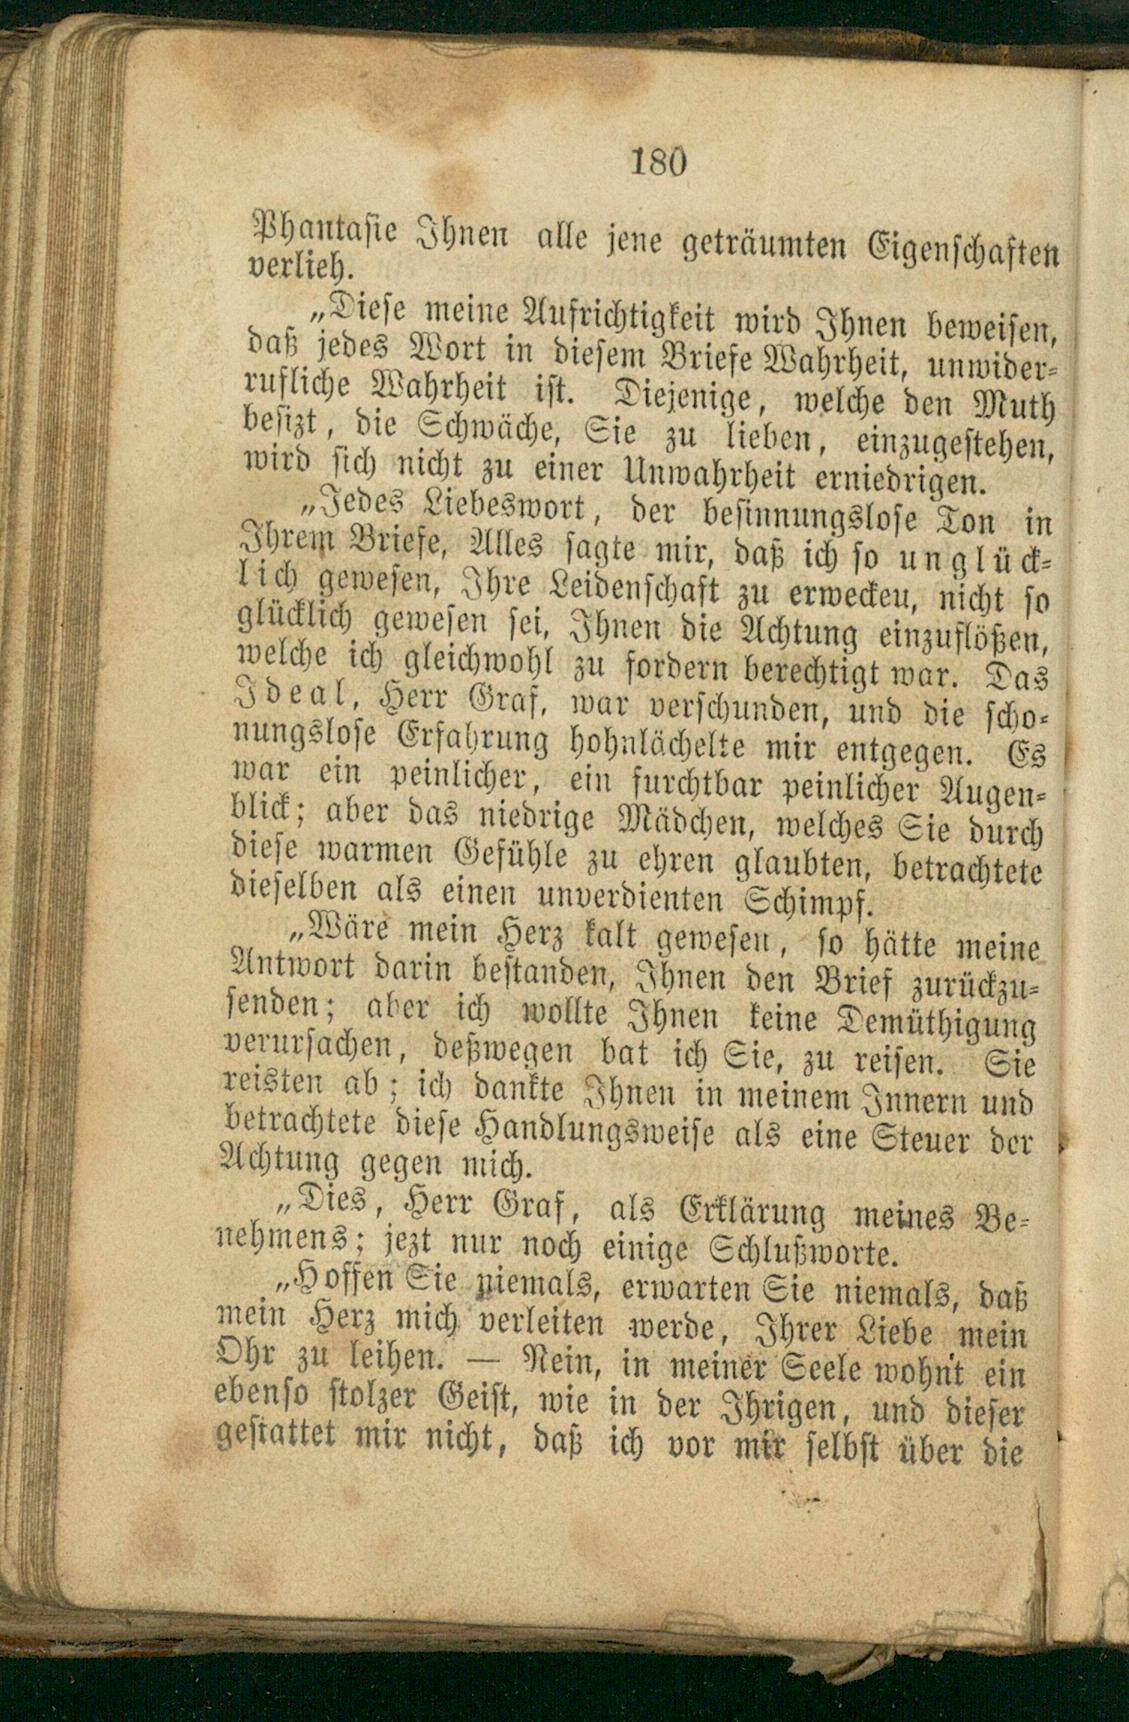 180
Phantasie Ihnen alle jene geträumten Eigenschaften
verlieh.
„Diese meine Aufrichtigkeit wird Ihnen beweisen,
daß jedes Wort in diesem Briefe Wahrheit, unwider-
rufliche Wahrheit ist. Diejenige, welche den Muth
besizt, die Schwäche, Sie zu lieben, einzugestehen,
wird sich nicht zu einer Unwahrheit erniedrigen.
„Jedes Liebeswort, der besinnungslose Ton in
Ihrem Briefe, Alles sagte mir, daß ich so unglück-
lich gewesen, Ihre Leidenschaft zu erwecken, nicht so
glücklich gewesen sei, Ihnen die Achtung einzuflößen,
welche ich gleichwohl zu fordern berechtigt war. Das
Ideal, Herr Graf, war verschunden, und die scho-
nungslose Erfahrung hohnlächelte mir entgegen. Es
war ein peinlicher, ein furchtbar peinlicher Augen-
blick; aber das niedrige Mädchen, welches Sie durch
diese warmen Gefühle zu ehren glaubten, betrachtete
dieselben als einen unverdienten Schimpf.
„Wäre mein Herz kalt gewesen, so hätte meine
Antwort darin bestanden, Ihnen den Brief zurückzu-
senden; aber ich wollte Ihnen keine Demüthigung
verursachen, deßwegen bat ich Sie, zu reisen. Sie
reisten ab; ich dankte Ihnen in meinem Innern und
betrachtete diese Handlungsweise als eine Steuer der
Achtung gegen mich.
„Dies, Herr Graf, als Erklärung meines Be-
nehmens; jezt nur noch einige Schlußworte.
„Hoffen Sie niemals, erwarten Sie niemals, daß
mein Herz mich verleiten werde, Ihrer Liebe mein
Ohr zu leihen. — Nein, in meiner Seele wohnt ein
ebenso stolzer Geist, wie in der Ihrigen, und dieser
gestattet mir nicht, daß ich vor mir selbst über die